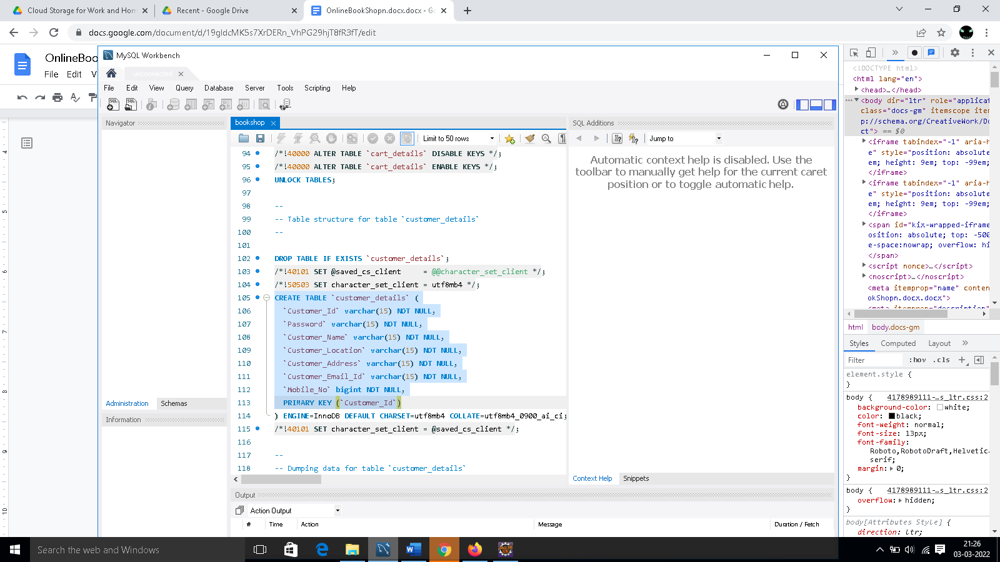 Cloud Storage for Work and Hom
Recent - Google Drive
OnlineBookShopn.docx.docx - Go
docs.google.com/document/d/19gIdcMK5s7XrDERn_VhPG29hjT8fR3fT/edit
OnlineBoo
File Edit V
MySQL Workbench
unconnected
File Edit View Query Database Server Tools Scripting Help
Navigator
Administration Schemas
Information
bookshop
Limit to 50 rows
94 /*!40000 ALTER TABLE `cart_details` DISABLE KEYS */;
95 /*!40000 ALTER TABLE `cart_details` ENABLE KEYS */;
96 UNLOCK TABLES;
97
98 --
99 -- Table structure for table `customer_details`
100 --
101
102 DROP TABLE IF EXISTS `customer_details`;
103 /*!40101 SET @saved_cs_client     = @@character_set_client */;
104 /*!50503 SET character_set_client = utf8mb4 */;
105 CREATE TABLE `customer_details` (
106 `Customer_Id` varchar(15) NOT NULL,
107 `Password` varchar(15) NOT NULL,
108 `Customer_Name` varchar(15) NOT NULL,
109 `Customer_Location` varchar(15) NOT NULL,
110 `Customer_Address` varchar(15) NOT NULL,
111 `Customer_Email_Id` varchar(15) NOT NULL,
112 `Mobile_No` bigint NOT NULL,
113 PRIMARY KEY (`Customer_Id`)
114 ) ENGINE=InnoDB DEFAULT CHARSET=utf8mb4 COLLATE=utf8mb4_0900_ai_ci;
115 /*!40101 SET character_set_client = @saved_cs_client */;
116
117 --
118 -- Dumping data for table `customer_details`
SQL Additions
Jump to
Automatic context help is disabled. Use the
toolbar to manually get help for the current caret
position or to toggle automatic help.
Context Help Snippets
Output
Action Output
# Time Action Message Duration / Fetch
<!DOCTYPE html>
<html lang="en">
<head>…</head>
<body dir="ltr" role="applicat
class="docs-gm" itemscope item
p://schema.org/CreativeWork/Do
ct"> == $0
<iframe tabindex="-1" aria-h
e" style="position: absolute
em; height: 9em; top: -99em;
</iframe>
<iframe tabindex="-1" aria-h
e" style="position: absolute
em; height: 9em; top: -99em;
</iframe>
<span id="kix-wrapped-iframe
osition: absolute; top: -500
e-space:nowrap; overflow: hi
</span>
<script nonce>…</script>
<noscript>…</noscript>
<meta itemprop="name" conten
okShopn.docx.docx">
<meta itemprop="description"
html body.docs-gm
Styles Computed Layout
Filter :hov .cls
element.style {
}
body { 4178989111-…s_ltr.css:2
background-color: white;
color: black;
font-weight: normal;
font-size: 13px;
font-family:
Roboto,RobotoDraft,Helvetica
serif;
margin: 0;
}
body { 4178989111-…s_ltr.css:2
overflow: hidden;
}
body[Attributes Style] {
direction: ltr;
4
5
6
7
8
9
10
Search the web and Windows
21:26
03-03-2022